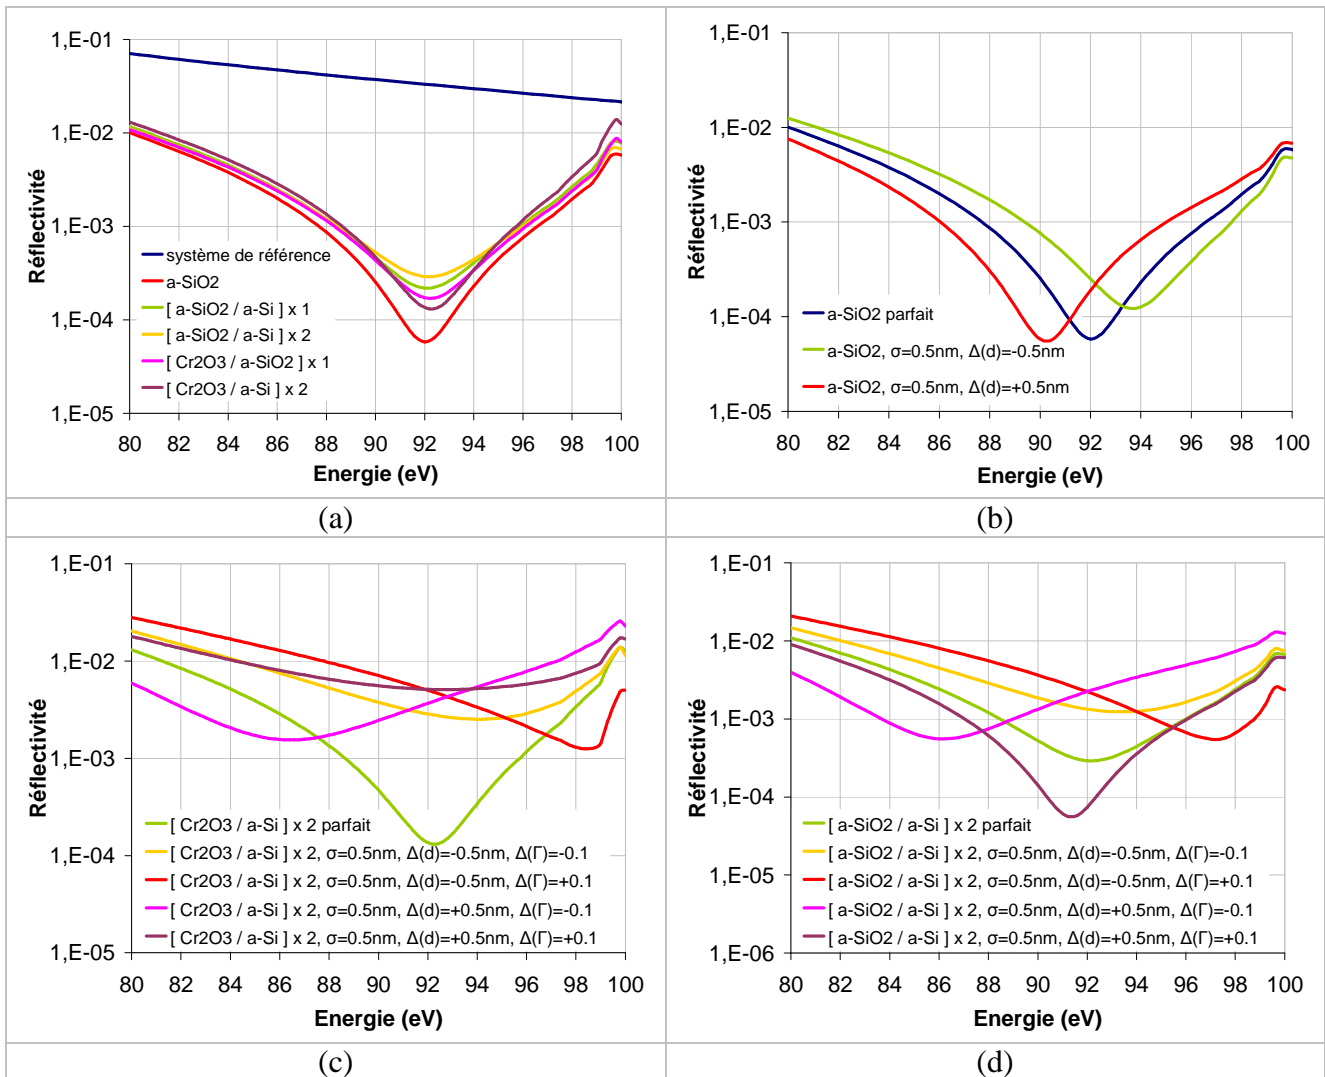 1,E-01
1,E-02
1,E-03
1,E-04
1,E-05
Réflectivité
système de référence
a-SiO2
[ a-SiO2 / a-Si ] x 1
[ a-SiO2 / a-Si ] x 2
[ Cr2O3 / a-SiO2 ] x 1
[ Cr2O3 / a-Si ] x 2
80 82 84 86 88 90 92 94 96 98 100
Energie (eV)
(a)
1,E-01
1,E-02
1,E-03
1,E-04
1,E-05
Réflectivité
a-SiO2 parfait
a-SiO2, σ=0.5nm, Δ(d)=-0.5nm
a-SiO2, σ=0.5nm, Δ(d)=+0.5nm
80 82 84 86 88 90 92 94 96 98 100
Energie (eV)
(b)
1,E-01
1,E-02
1,E-03
1,E-04
1,E-05
Réflectivité
[ Cr2O3 / a-Si ] x 2 parfait
[ Cr2O3 / a-Si ] x 2, σ=0.5nm, Δ(d)=-0.5nm, Δ(Γ)=-0.1
[ Cr2O3 / a-Si ] x 2, σ=0.5nm, Δ(d)=-0.5nm, Δ(Γ)=+0.1
[ Cr2O3 / a-Si ] x 2, σ=0.5nm, Δ(d)=+0.5nm, Δ(Γ)=-0.1
[ Cr2O3 / a-Si ] x 2, σ=0.5nm, Δ(d)=+0.5nm, Δ(Γ)=+0.1
80 82 84 86 88 90 92 94 96 98 100
Energie (eV)
(c)
1,E-01
1,E-02
1,E-03
1,E-04
1,E-05
1,E-06
Réflectivité
[ a-SiO2 / a-Si ] x 2 parfait
[ a-SiO2 / a-Si ] x 2, σ=0.5nm, Δ(d)=-0.5nm, Δ(Γ)=-0.1
[ a-SiO2 / a-Si ] x 2, σ=0.5nm, Δ(d)=-0.5nm, Δ(Γ)=+0.1
[ a-SiO2 / a-Si ] x 2, σ=0.5nm, Δ(d)=+0.5nm, Δ(Γ)=-0.1
[ a-SiO2 / a-Si ] x 2, σ=0.5nm, Δ(d)=+0.5nm, Δ(Γ)=+0.1
80 82 84 86 88 90 92 94 96 98 100
Energie (eV)
(d)